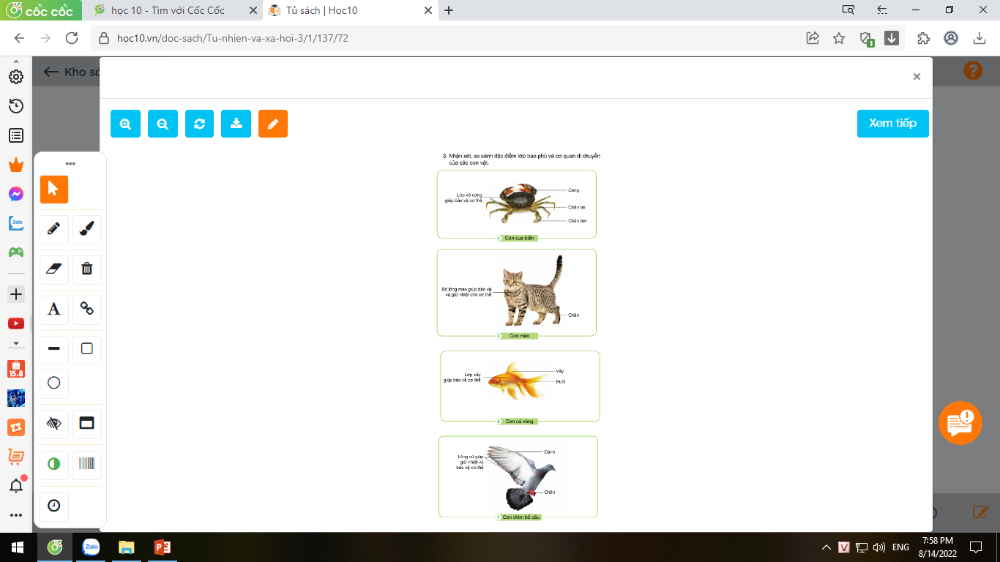 cốc cốc
học 10 - Tìm với Cốc Cốc
Tủ sách | Hoc10
hoc10.vn/doc-sach/Tu-nhien-va-xa-hoi-3/1/137/72
1
Kho sá
Xem tiếp
3. Nhận xét, so sánh đặc điểm lớp bao phủ và cơ quan di chuyển
của các con vật.
Lớp vỏ cứng
giúp bảo vệ cơ thể
Càng
Chân bò
Chân bơi
4 Con cua biển
Bộ lông mao giúp bảo vệ
và giữ nhiệt cho cơ thể
Chân
5 Con mèo
Lớp vảy
giúp bảo vệ cơ thể
Vây
Đuôi
6 Con cá vàng
Lông vũ giúp
giữ nhiệt và
bảo vệ cơ thể
Cánh
Chân
7 Con chim bồ câu
Zalo
A
15.8
Zalo
P
V
ENG
7:58 PM
8/14/2022